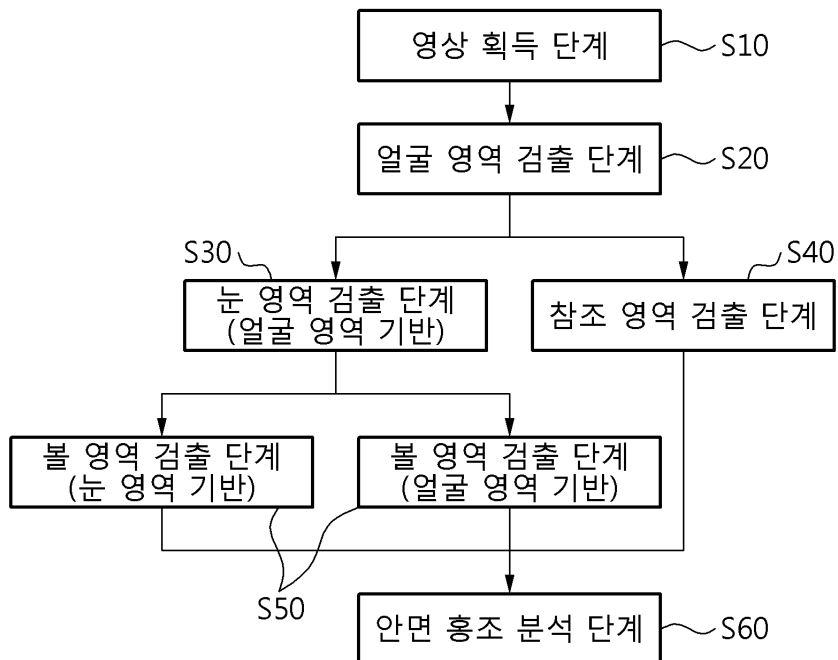 영상 획득 단계
S10
얼굴 영역 검출 단계
S20
S30
S40
눈 영역 검출 단계
(얼굴 영역 기반)
참조 영역 검출 단계
볼 영역 검출 단계
(눈 영역 기반)
볼 영역 검출 단계
(얼굴 영역 기반)
S50
안면 홍조 분석 단계
S60